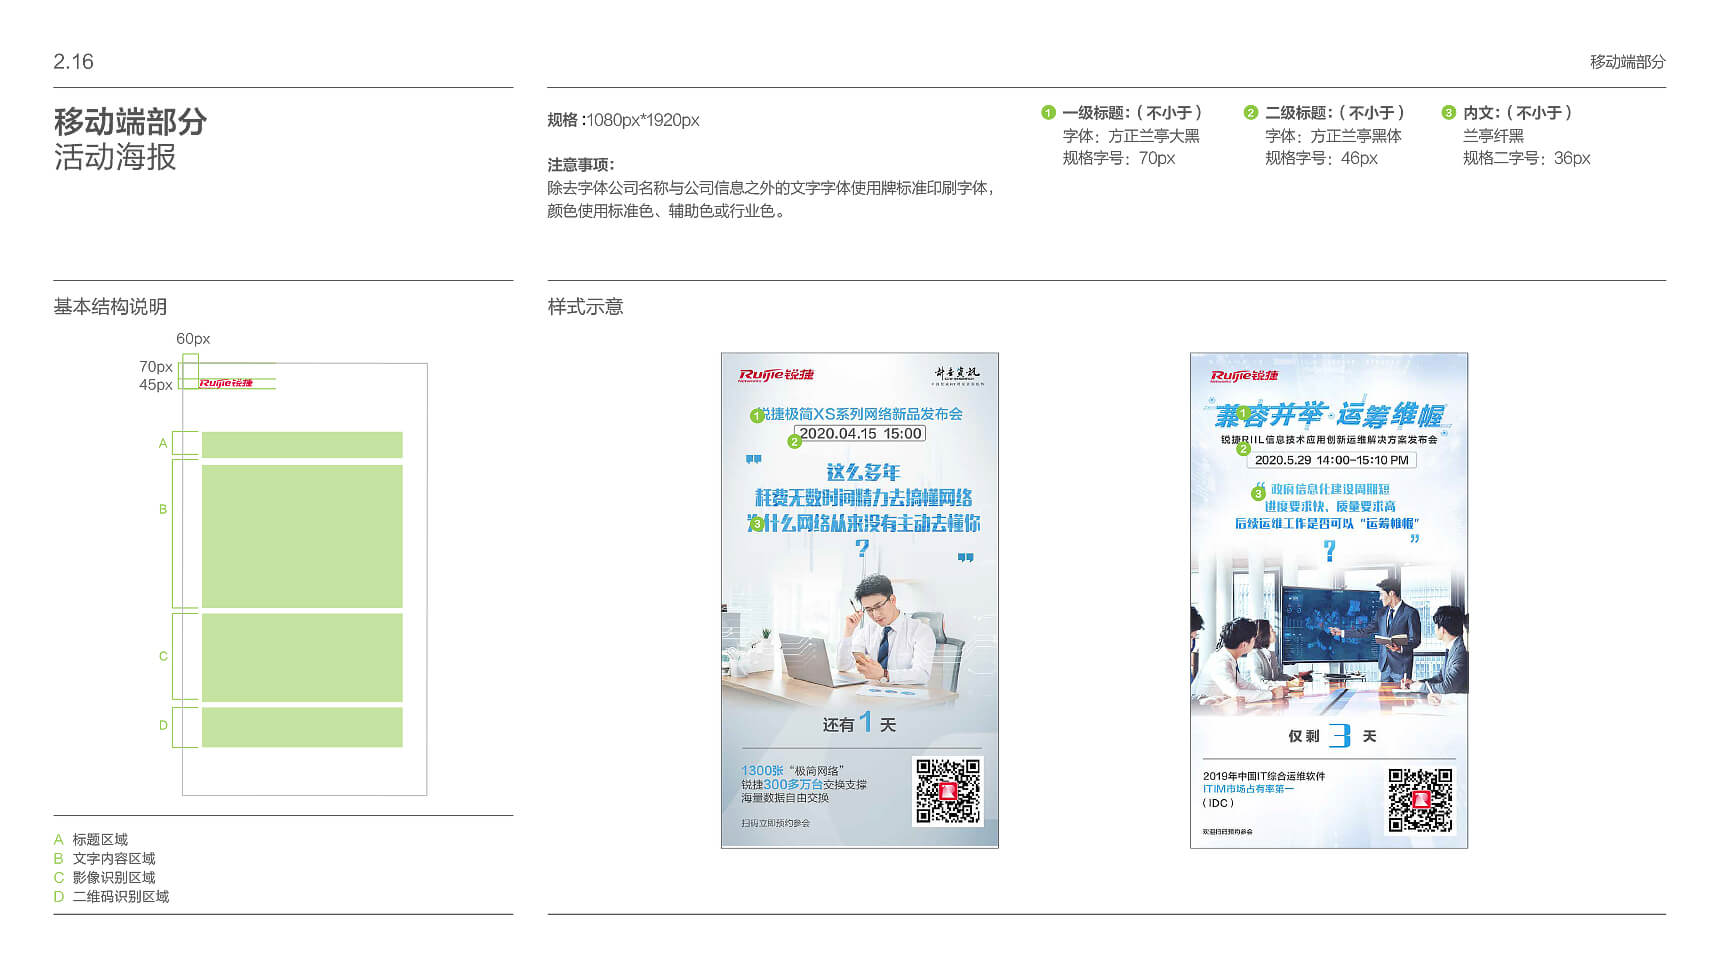 2.16
移动端部分
移动端部分
活动海报
规格：1080px*1920px
注意事项：
除去字体公司名称与公司信息之外的文字字体使用牌标准印刷字体，
颜色使用标准色、辅助色或行业色。
1 一级标题：（不小于）
字体：方正兰亭大黑
规格字号：70px
2 二级标题：（不小于）
字体：方正兰亭黑体
规格字号：46px
3 内文：（不小于）
兰亭纤黑
规格二字号：36px
基本结构说明
60px
70px
45px
Ruijie锐捷
A
B
C
D
A 标题区域
B 文字内容区域
C 影像识别区域
D 二维码识别区域
样式示意
Ruijie锐捷
Networks
1
锐捷极简XS系列网络新品发布会
2
2020.04.15 15:00
“
这么多年
耗费无数时间精力去搞懂网络
3
为什么网络从来没有主动去懂你
？
”
还有1天
1300张“极简网络”
锐捷300多万台交换支撑
海量数据自由交换
扫码立即预约参会
Ruijie锐捷
Networks
1
兼容并举 运筹维幄
锐捷RIIL信息技术应用创新运维解决方案发布会
2
2020.5.29 14:00-15:10 PM
3
“政府信息化建设周期短
进度要求快、质量要求高
后续运维工作是否可以“运筹帷幄”
”
？
仅剩 3 天
2019年中国IT综合运维软件
ITIM市场占有率第一
（IDC）
欢迎扫码预约参会